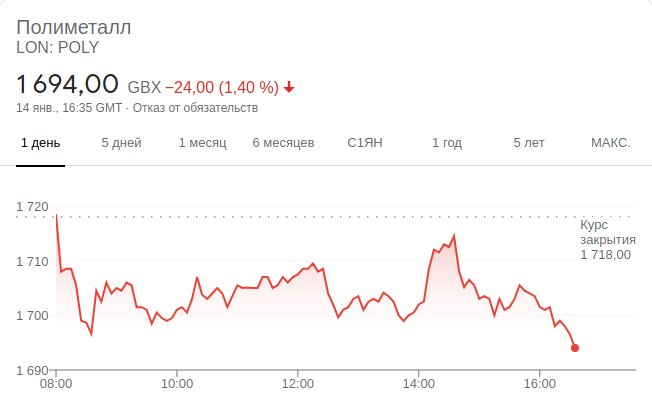 Полиметалл
LON: POLY
1 694,00 GBX −24,00 (1,40 %)
14 янв., 16:35 GMT · Отказ от обязательств
1 день 5 дней 1 месяц 6 месяцев С1ЯН 1 год 5 лет МАКС.
1 720
Курс
закрытия
1 718,00
1 710
1 700
1 690
08:00 10:00 12:00 14:00 16:00